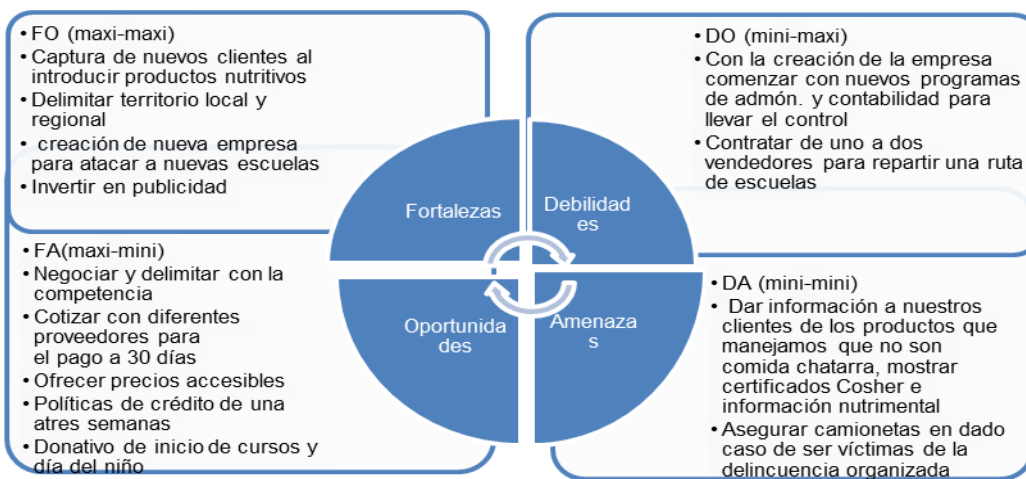 • FO (maxi-maxi)
• Captura de nuevos clientes al
introducir productos nutritivos
• Delimitar territorio local y
regional
• creación de nueva empresa
para atacar a nuevas escuelas
• Invertir en publicidad
• DO (mini-maxi)
• Con la creación de la empresa
comenzar con nuevos programas
de admón. y contabilidad para
llevar el control
• Contratar de uno a dos
vendedores para repartir una ruta
de escuelas
Fortalezas
Debilidad
es
Oportunida
des
Amenaza
s
• FA(maxi-mini)
• Negociar y delimitar con la
competencia
• Cotizar con diferentes
proveedores para
el pago a 30 días
• Ofrecer precios accesibles
• Políticas de crédito de una
atres semanas
• Donativo de inicio de cursos y
día del niño
• DA (mini-mini)
• Dar información a nuestros
clientes de los productos que
manejamos que no son
comida chatarra, mostrar
certificados Cosher e
información nutrimental
• Asegurar camionetas en dado
caso de ser víctimas de la
delincuencia organizada